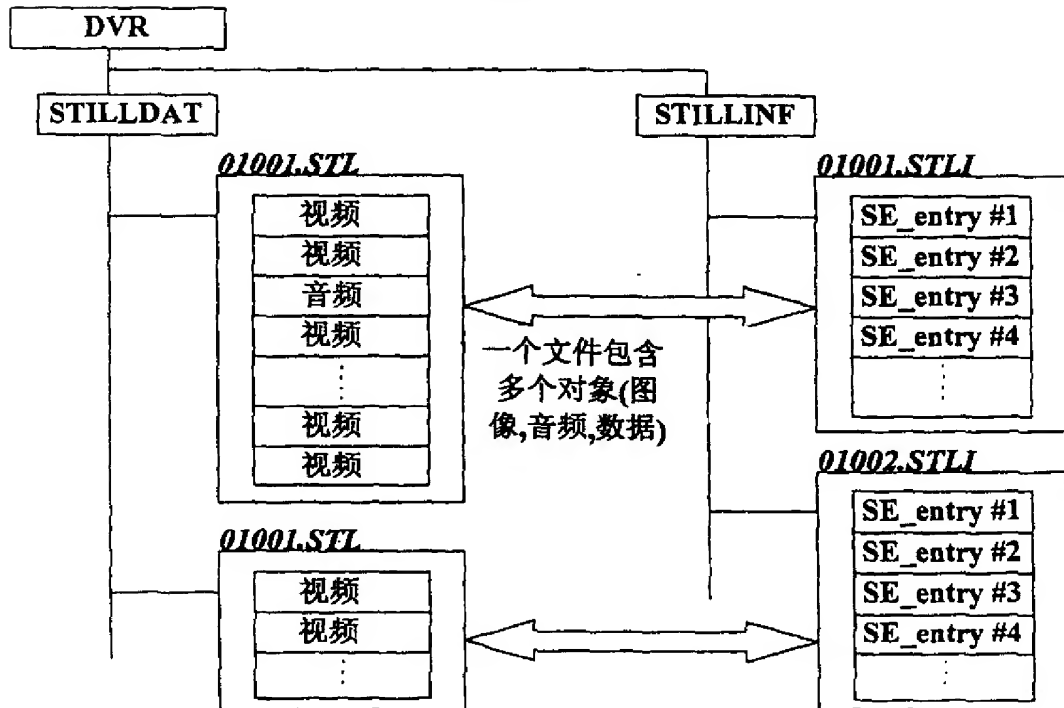 DVR
STILLDAT
STILLINF
01001.STL
视频
视频
音频
视频
视频
视频
一个文件包含
多个对象(图
像,音频,数据)
01001.STLI
SE_entry #1
SE_entry #2
SE_entry #3
SE_entry #4
01001.STL
视频
视频
01002.STLI
SE_entry #1
SE_entry #2
SE_entry #3
SE_entry #4